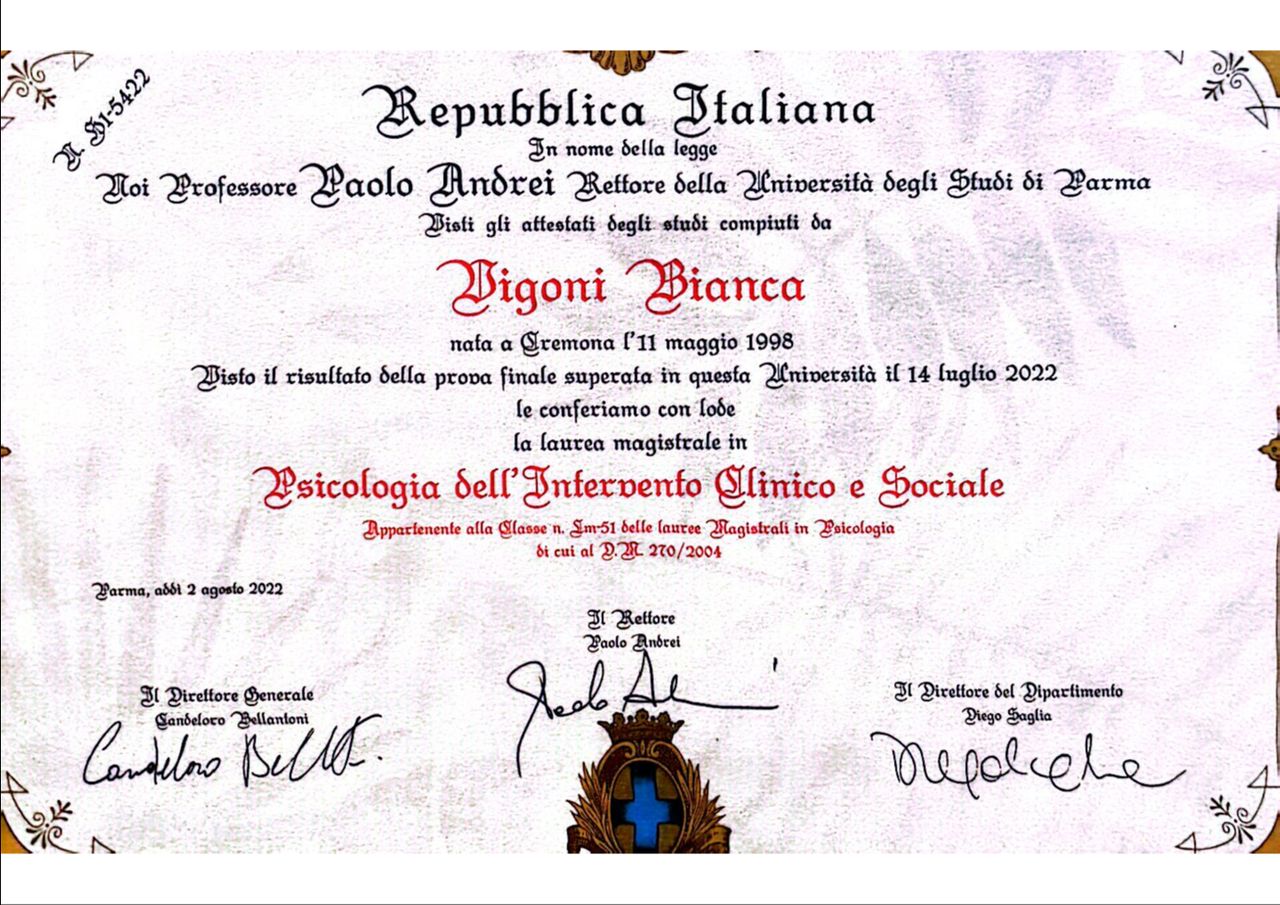 N. S1-5422
Repubblica Italiana
In nome della legge
Noi Professore Paolo Andrei Rettore della Università degli Studi di Parma
Visti gli attestati degli studi compiuti da
Vigoni Bianca
nata a Cremona l'11 maggio 1998
Visto il risultato della prova finale superata in questa Università il 14 luglio 2022
le conferiamo con lode
la laurea magistrale in
Psicologia dell'Intervento Clinico e Sociale
Appartenente alla Classe n. Lm-51 delle lauree Magistrali in Psicologia
di cui al D.M. 270/2004
Parma, addì 2 agosto 2022
Il Rettore
Paolo Andrei
Il Direttore Generale
Candeloro Bellantoni
Candeloro
Il Direttore del Dipartimento
Diego Saglia